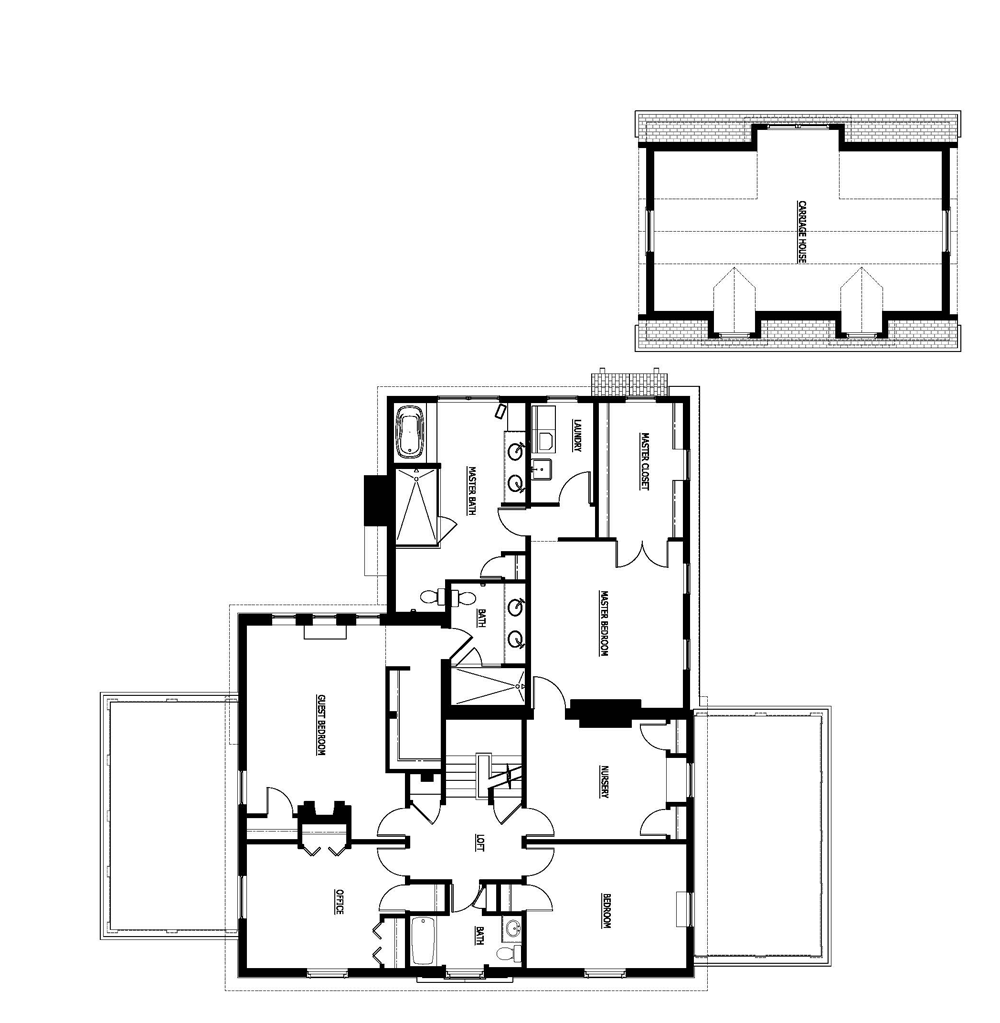 CARRIAGE HOUSE
LAUNDRY
MASTER CLOSET
MASTER BATH
MASTER BEDROOM
BATH
GUEST BEDROOM
NURSERY
LOFT
OFFICE
BEDROOM
BATH